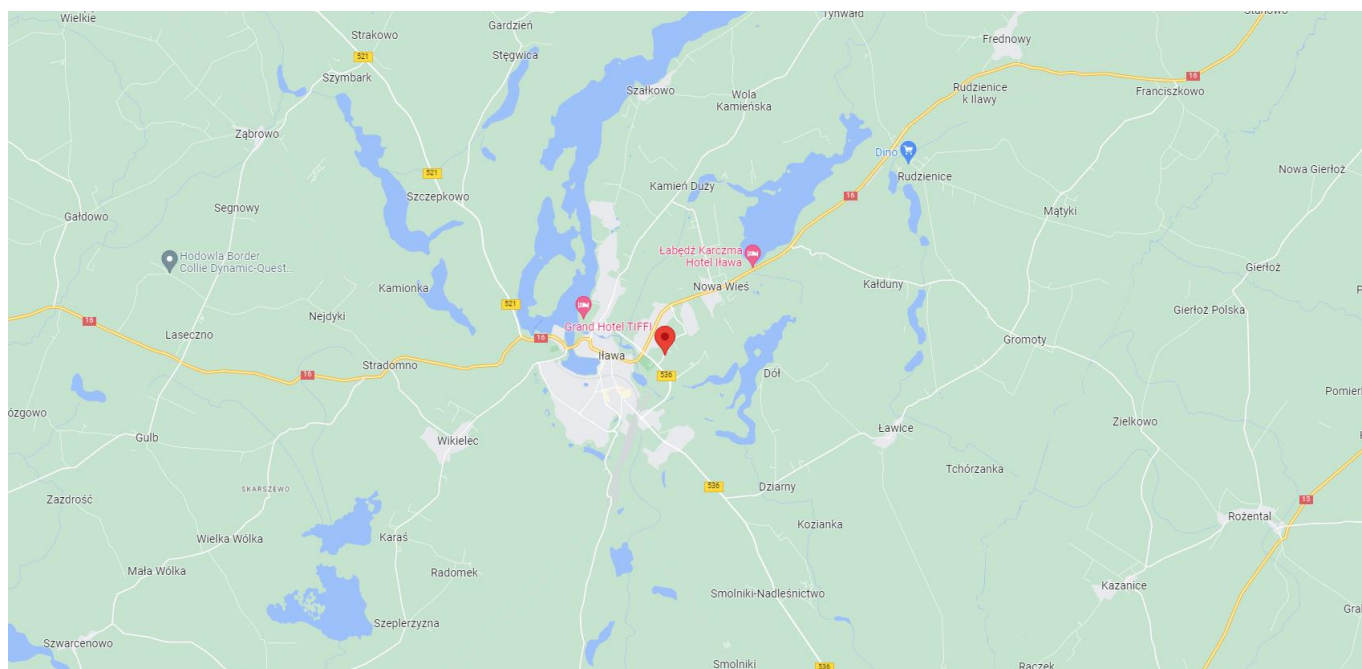 Wielkie
Strakowo
Gardzień
Tynwałd
Stanowo
Frednowy
521
Stęgwica
Szymbark
16
Szałkowo
Wola
Kamieńska
Rudzienice
k Ilawy
Franciszkowo
Ząbrowo
Dino
521
Kamień Duży
Rudzienice
Nowa Gierłoż
Szczepkowo
16
Segnowy
Mątyki
Gałdowo
Hodowla Border
Collie Dynamic-Quest...
Łabędź Karczma
Hotel Iława
Gierłoż
Kamionka
Nowa Wieś
Kałduny
521
Gierłoż Polska
Nejdyki
Grand Hotel TIFFI
16
Laseczno
16
Gromoty
Iława
Stradomno
16
536
Dół
Pomier
ózgowo
Zielkowo
Gulb
Wikielec
Ławice
Tchórzanka
SKARSZEWO
536
Dziarny
Zazdrość
15
Rożental
Kozianka
Wielka Wólka
Karaś
Mała Wólka
Radomek
Kazanice
Smolniki-Nadleśnictwo
Gral
Szeplerzyzna
Szwarcenowo
Smolniki
536
Raczek